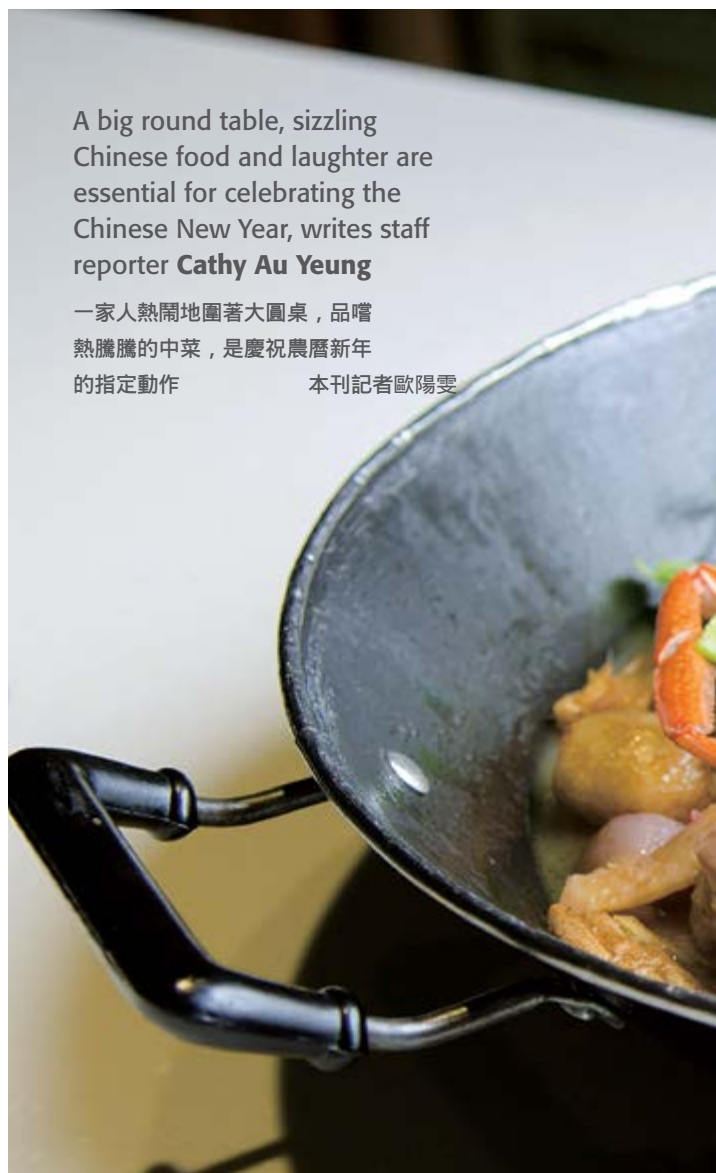 A big round table, sizzling
Chinese food and laughter are
essential for celebrating the
Chinese New Year, writes staff
reporter Cathy Au Yeung
一家人熱鬧地圍著大圓桌，品嚐
熱騰騰的中菜，是慶祝農曆新年
的指定動作 本刊記者歐陽雯